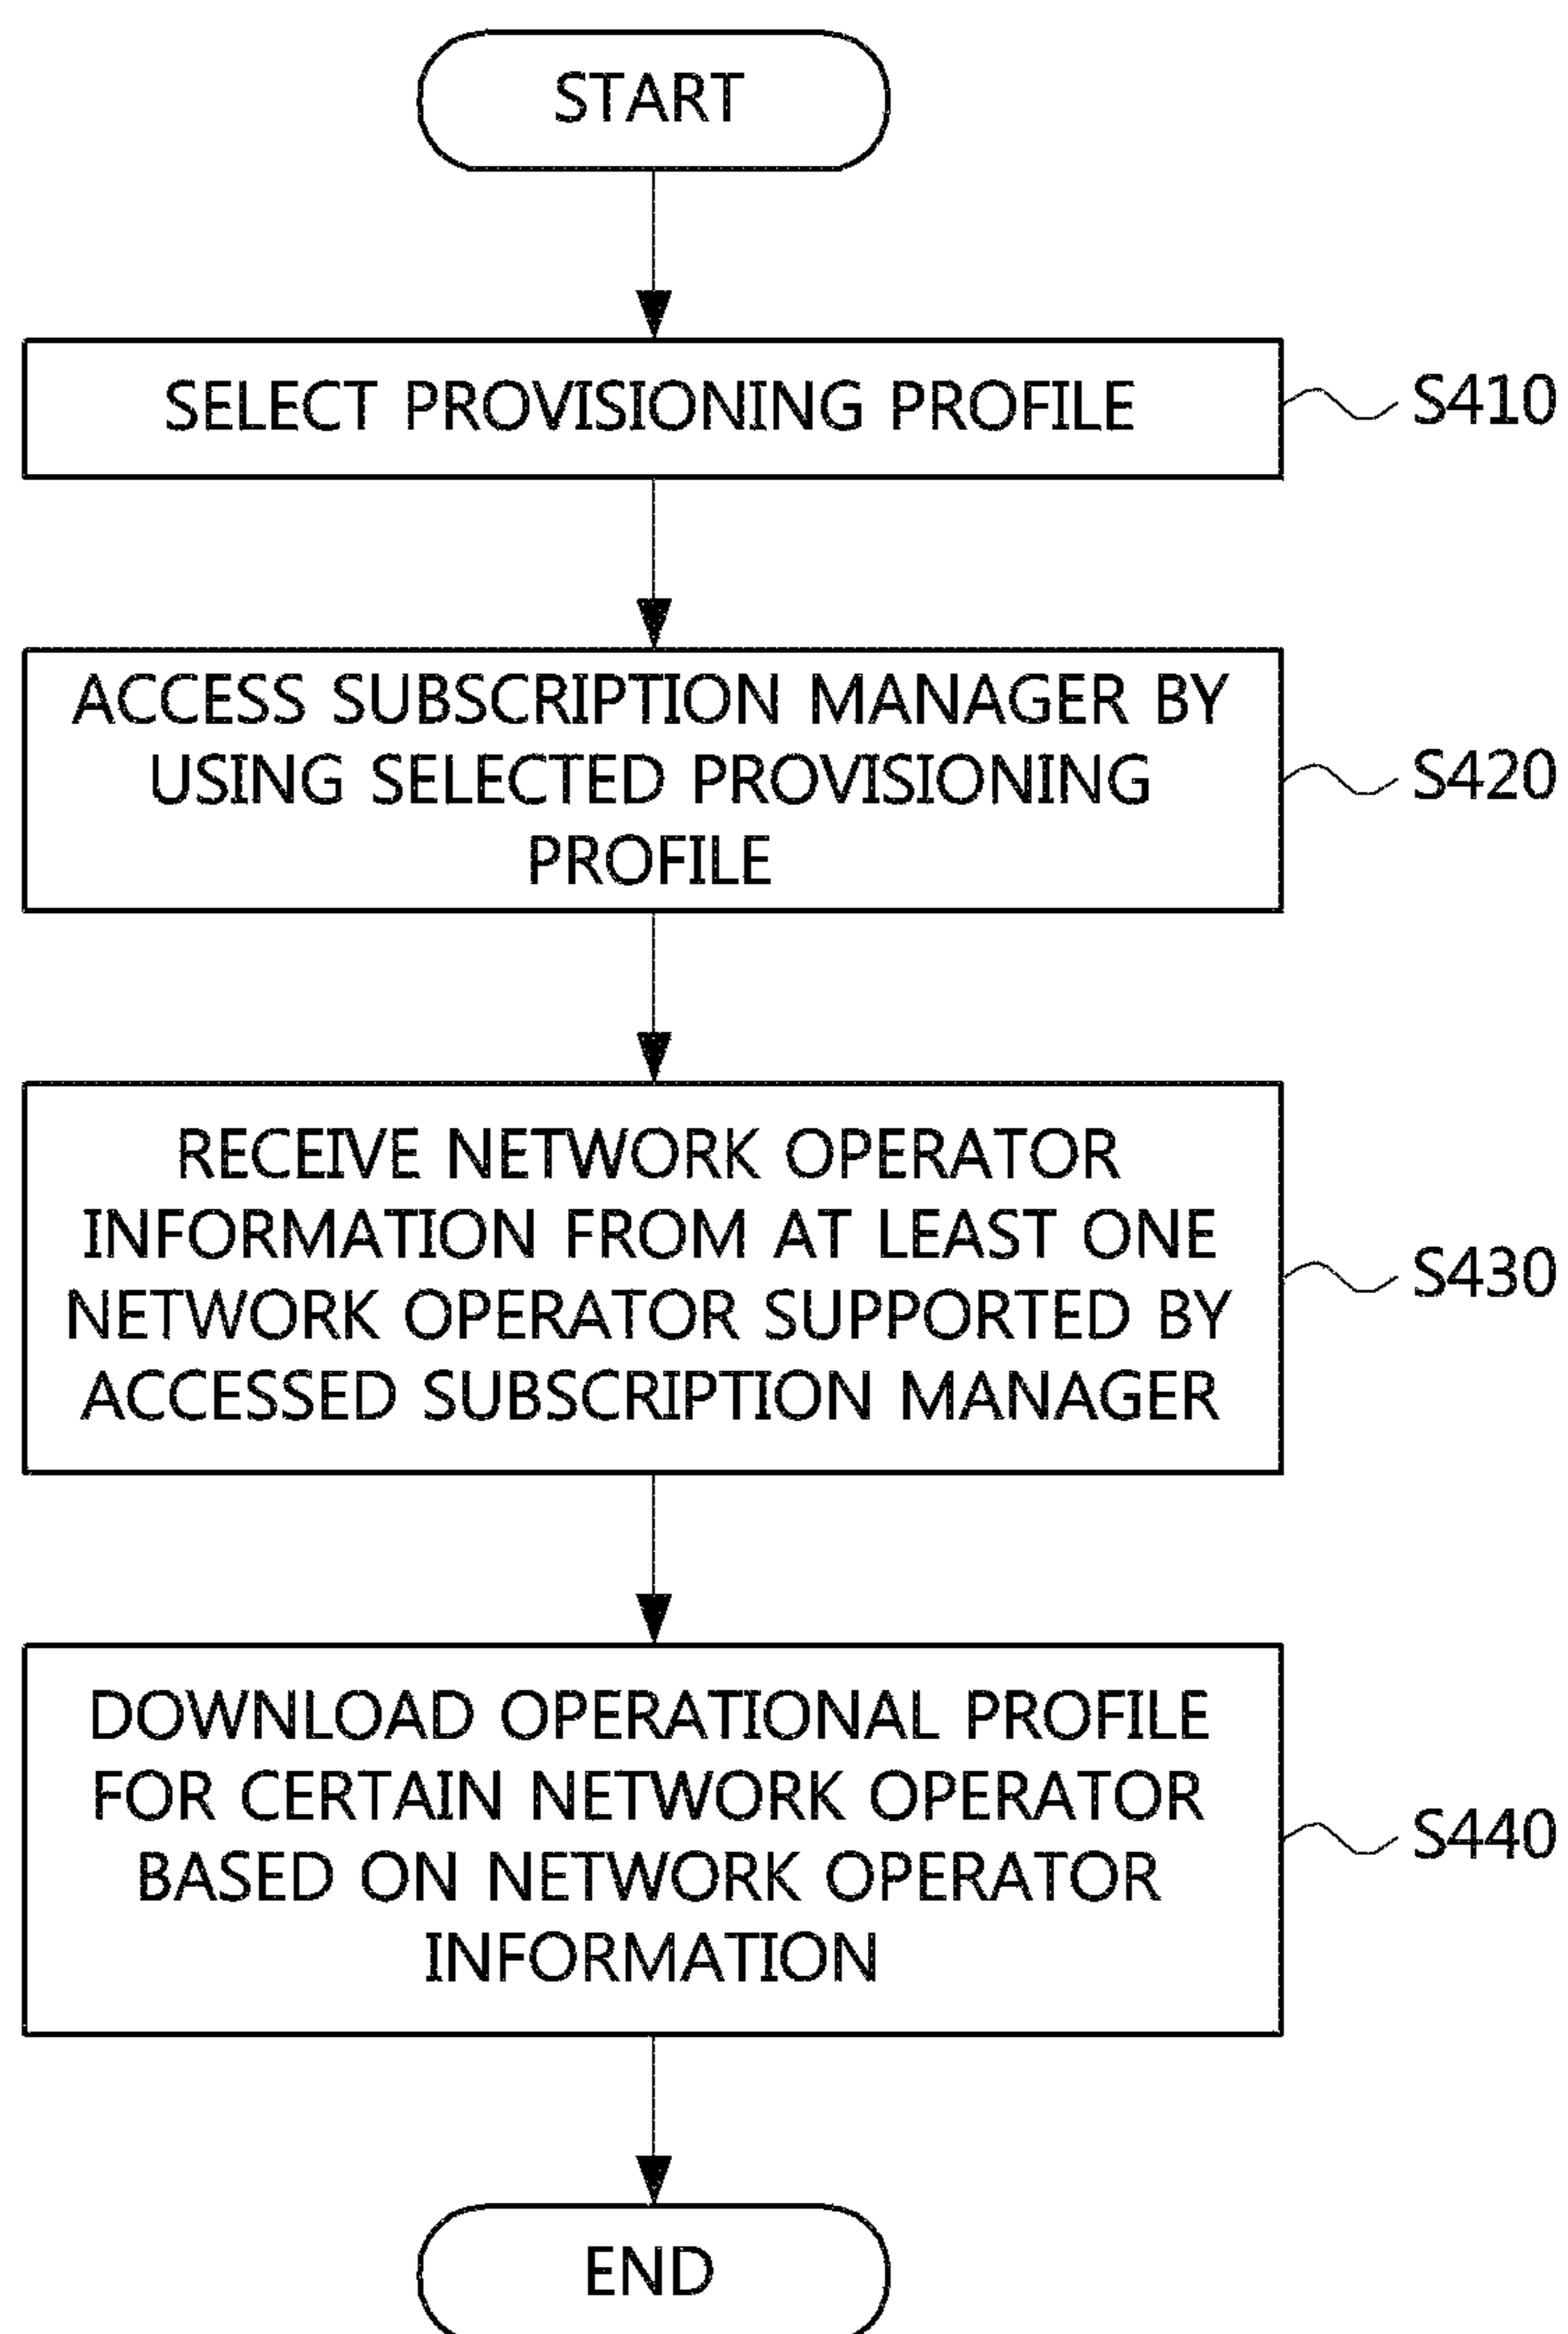 START
SELECT PROVISIONING PROFILE
S410
ACCESS SUBSCRIPTION MANAGER BY
USING SELECTED PROVISIONING
PROFILE
S420
RECEIVE NETWORK OPERATOR
INFORMATION FROM AT LEAST ONE
NETWORK OPERATOR SUPPORTED BY
ACCESSED SUBSCRIPTION MANAGER
S430
DOWNLOAD OPERATIONAL PROFILE
FOR CERTAIN NETWORK OPERATOR
BASED ON NETWORK OPERATOR
INFORMATION
S440
END